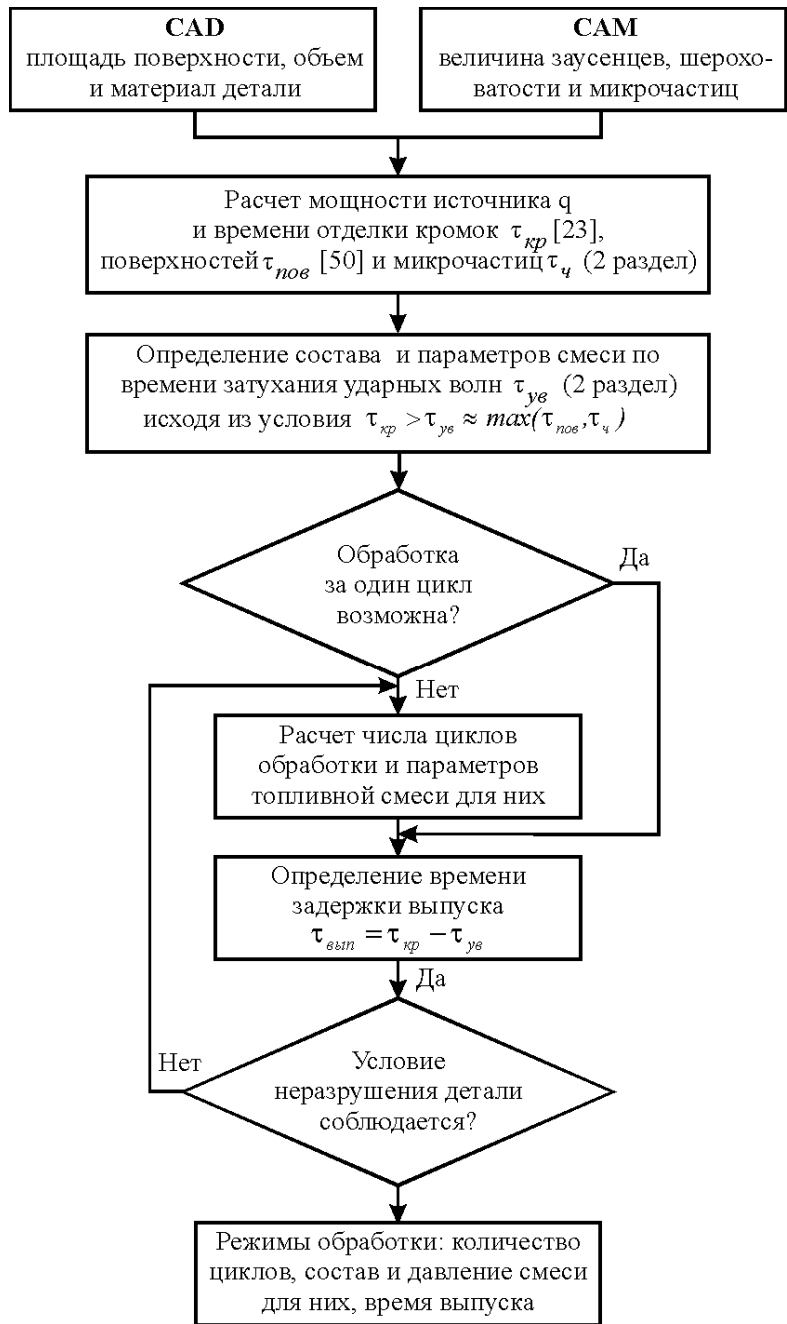 CAD
площадь поверхности, объем
и материал детали
CAM
величина заусенцев, шерохо-
ватости и микрочастиц
Расчет мощности источника q
и времени отделки кромок τкр [23],
поверхностей τпов [50] и микрочастиц τч (2 раздел)
Определение состава и параметров смеси по
времени затухания ударных волн τув (2 раздел)
исходя из условия τкр > τув ≈ max(τпов, τч)
Обработка
за один цикл
возможна?
Да
Нет
Расчет числа циклов
обработки и параметров
топливной смеси для них
Определение времени
задержки выпуска
τвып = τкр − τув
Да
Нет
Условие
неразрушения детали
соблюдается?
Режимы обработки: количество
циклов, состав и давление смеси
для них, время выпуска